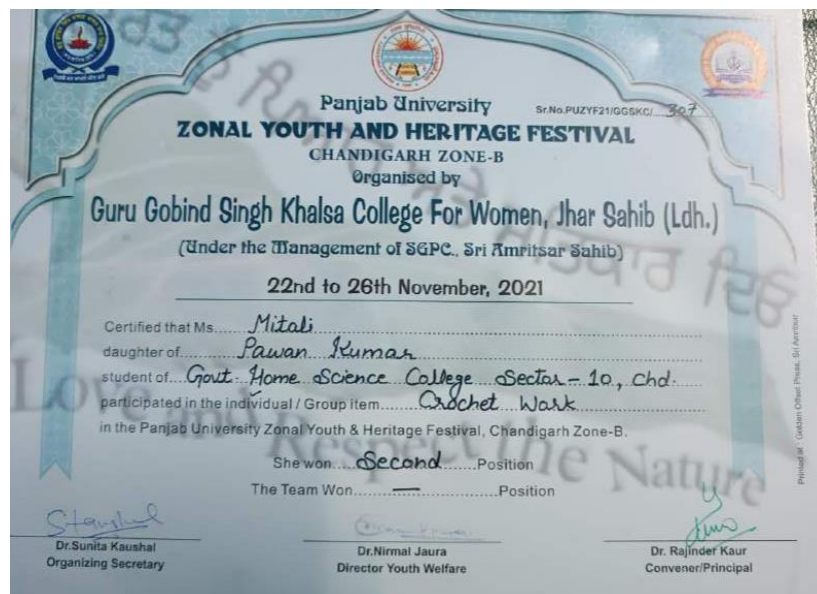 Panjab University
Sr.No.PUZYF21/GGSKC/ 307
ZONAL YOUTH AND HERITAGE FESTIVAL
CHANDIGARH ZONE-B
Organised by
Guru Gobind Singh Khalsa College For Women, Jhar Sahib (Ldh.)
(Under the Management of SGPC., Sri Amritsar Sahib)
22nd to 26th November, 2021
Certified that Ms. Mitali
daughter of Pawan Kumar
student of Govt. Home Science College Sector-10, Chd.
participated in the individual / Group item Crochet Work
in the Panjab University Zonal Youth & Heritage Festival, Chandigarh Zone-B.
She won Second Position
The Team Won — Position
Love and Respect the Nature
Dr.Sunita Kaushal
Organizing Secretary
Dr.Nirmal Jaura
Director Youth Welfare
Dr. Rajinder Kaur
Convener/Principal
Printed at : Golden Offset Press, Sri Amritsar